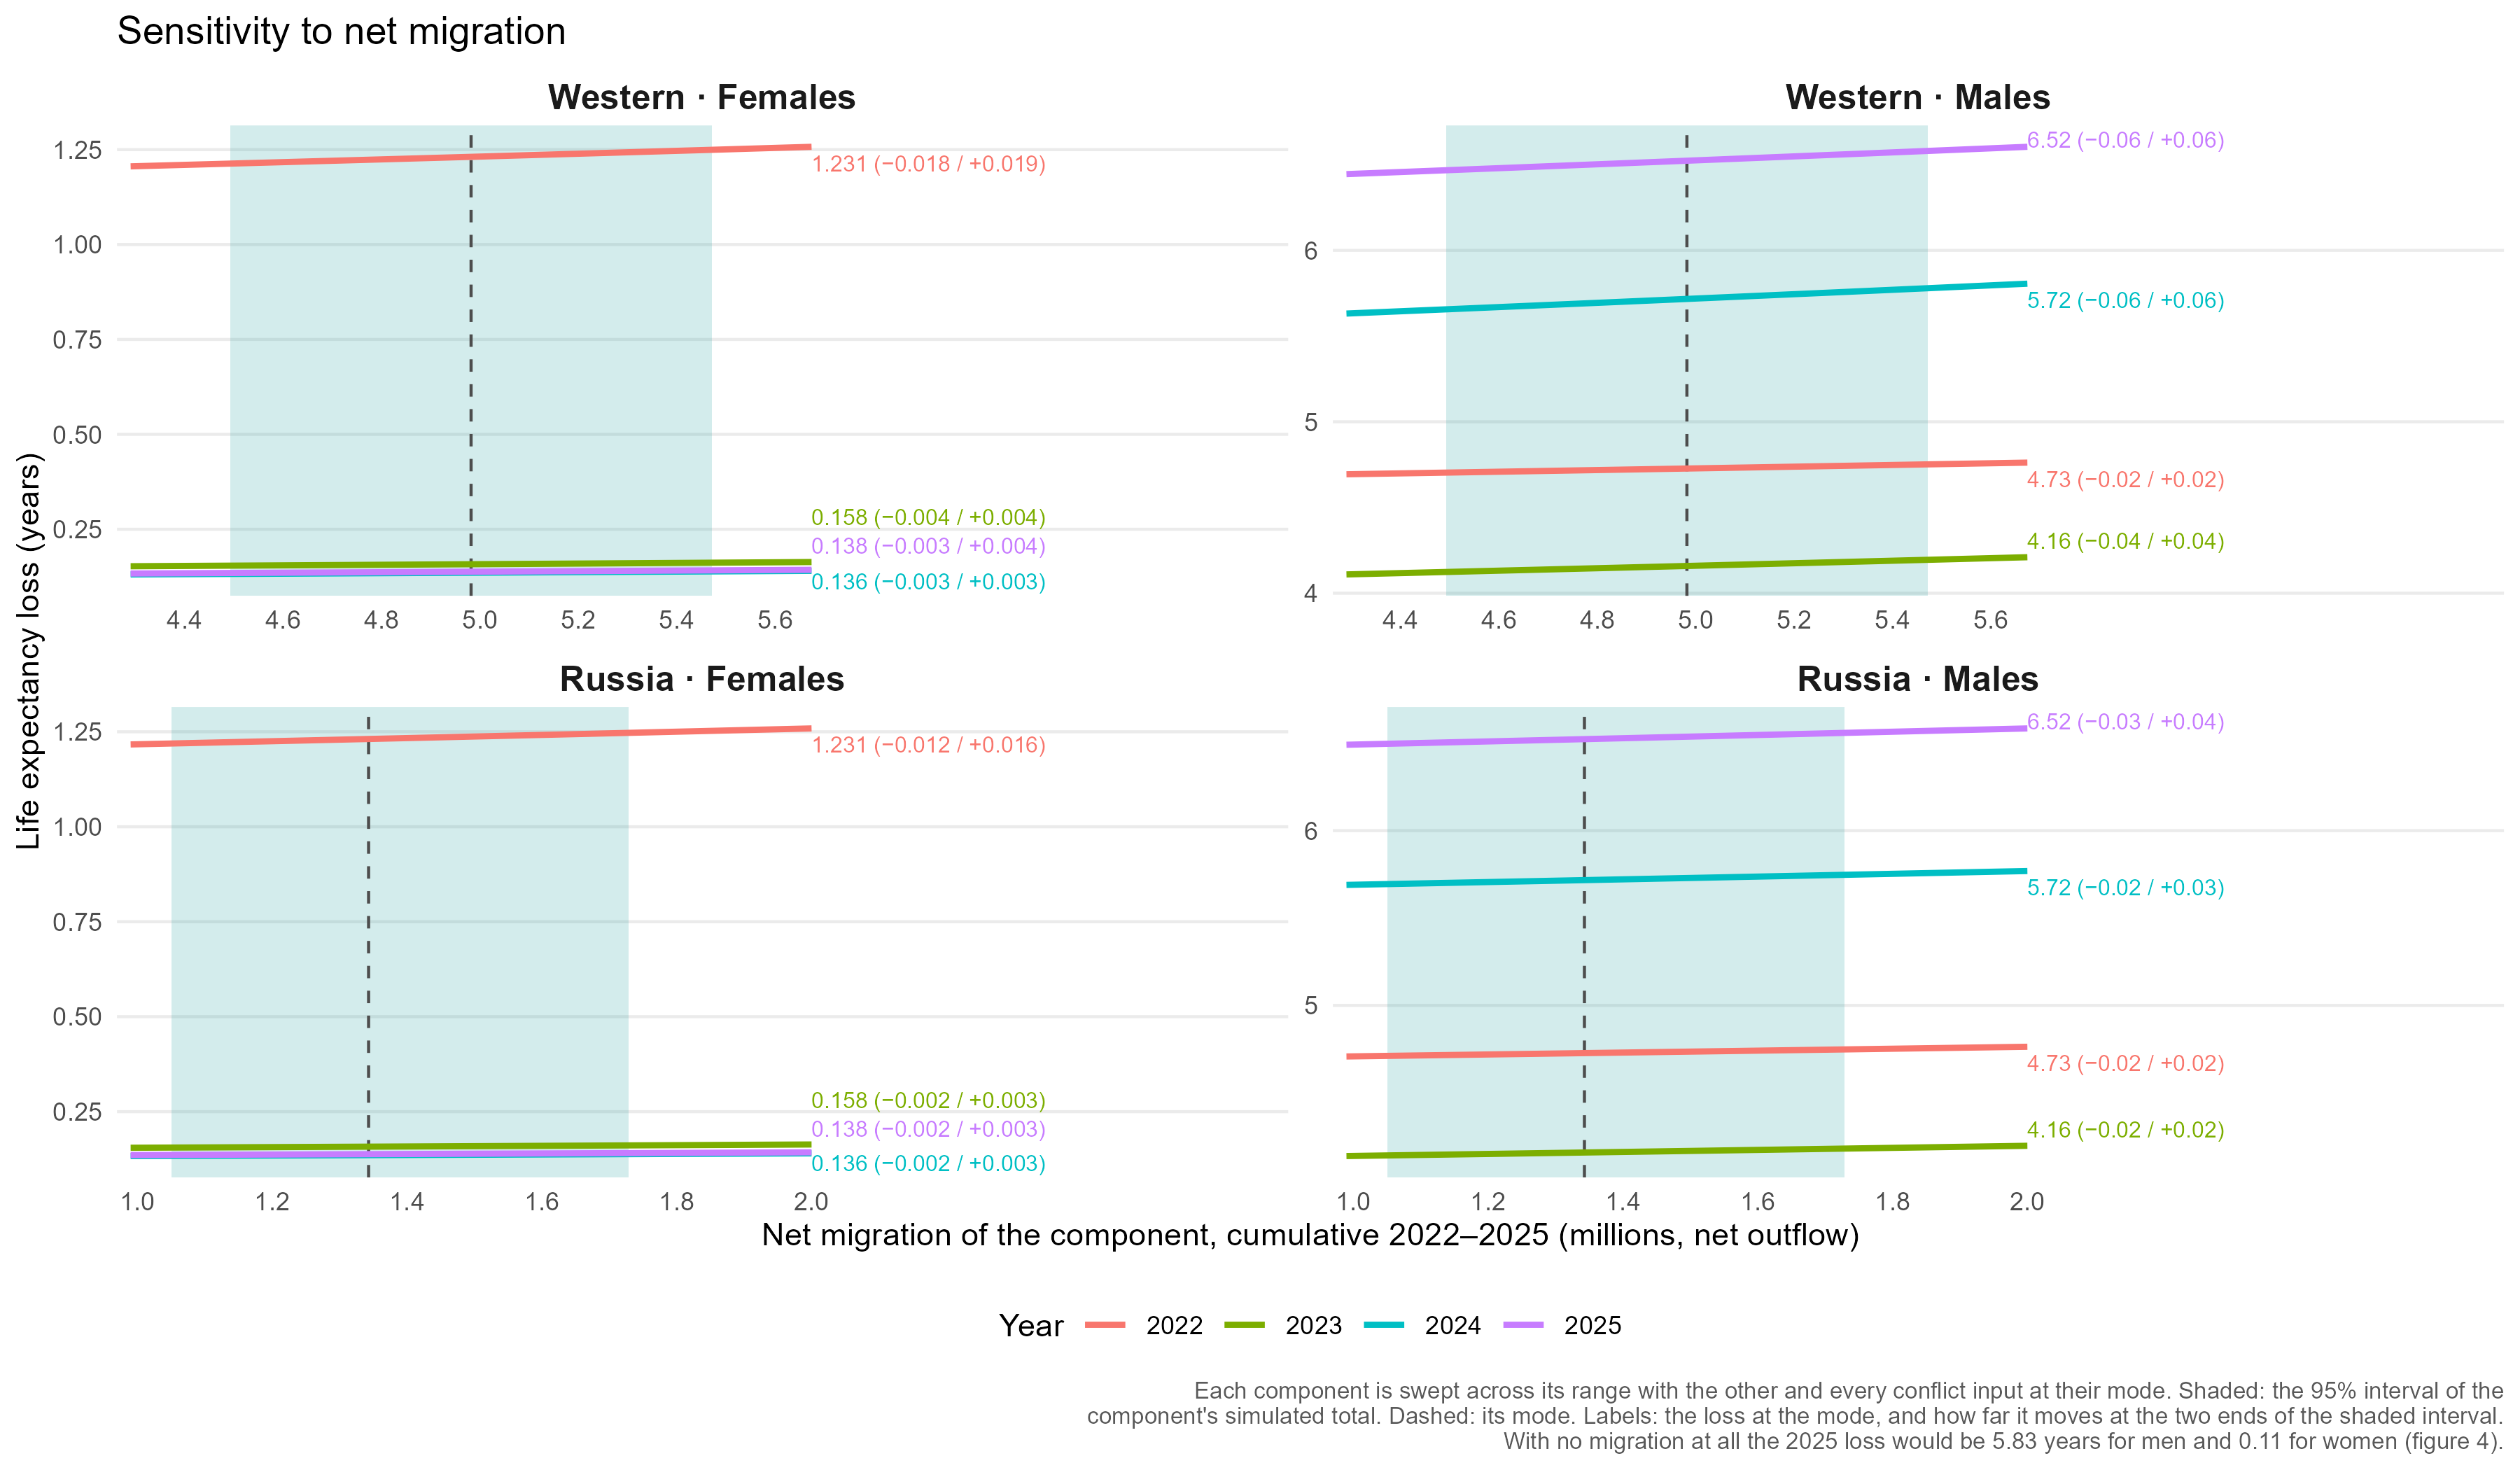 Sensitivity to net migration
Western · Females
1.25
1.00
0.75
0.50
0.25
1.231 (−0.018 / +0.019)
0.158 (−0.004 / +0.004)
0.138 (−0.003 / +0.004)
0.136 (−0.003 / +0.003)
4.4 4.6 4.8 5.0 5.2 5.4 5.6
Western · Males
6
5
4
6.52 (−0.06 / +0.06)
5.72 (−0.06 / +0.06)
4.73 (−0.02 / +0.02)
4.16 (−0.04 / +0.04)
4.4 4.6 4.8 5.0 5.2 5.4 5.6
Life expectancy loss (years)
Russia · Females
1.25
1.00
0.75
0.50
0.25
1.231 (−0.012 / +0.016)
0.158 (−0.002 / +0.003)
0.138 (−0.002 / +0.003)
0.136 (−0.002 / +0.003)
1.0 1.2 1.4 1.6 1.8 2.0
Russia · Males
6
5
6.52 (−0.03 / +0.04)
5.72 (−0.02 / +0.03)
4.73 (−0.02 / +0.02)
4.16 (−0.02 / +0.02)
1.0 1.2 1.4 1.6 1.8 2.0
Net migration of the component, cumulative 2022–2025 (millions, net outflow)
Year 2022 2023 2024 2025
Each component is swept across its range with the other and every conflict input at their mode. Shaded: the 95% interval of the
component's simulated total. Dashed: its mode. Labels: the loss at the mode, and how far it moves at the two ends of the shaded interval.
With no migration at all the 2025 loss would be 5.83 years for men and 0.11 for women (figure 4).